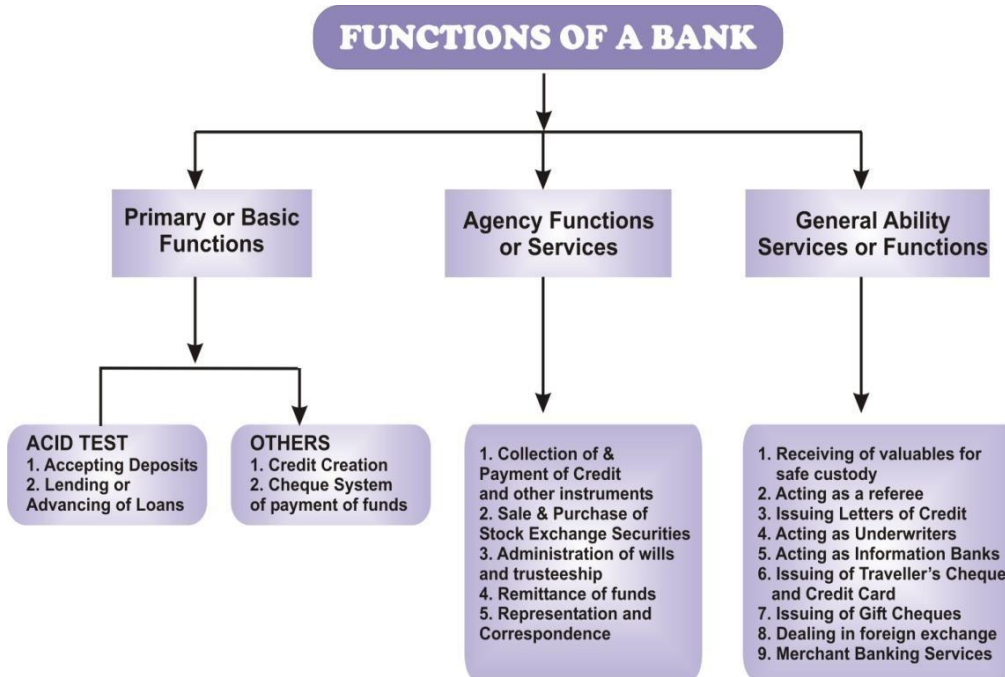 FUNCTIONS OF A BANK
Primary or Basic
Functions
Agency Functions
or Services
General Ability
Services or Functions
ACID TEST
1. Accepting Deposits
2. Lending or
Advancing of Loans
OTHERS
1. Credit Creation
2. Cheque System
of payment of funds
1. Collection of &
Payment of Credit
and other instruments
2. Sale & Purchase of
Stock Exchange Securities
3. Administration of wills
and trusteeship
4. Remittance of funds
5. Representation and
Correspondence
1. Receiving of valuables for
safe custody
2. Acting as a referee
3. Issuing Letters of Credit
4. Acting as Underwriters
5. Acting as Information Banks
6. Issuing of Traveller's Cheque
and Credit Card
7. Issuing of Gift Cheques
8. Dealing in foreign exchange
9. Merchant Banking Services